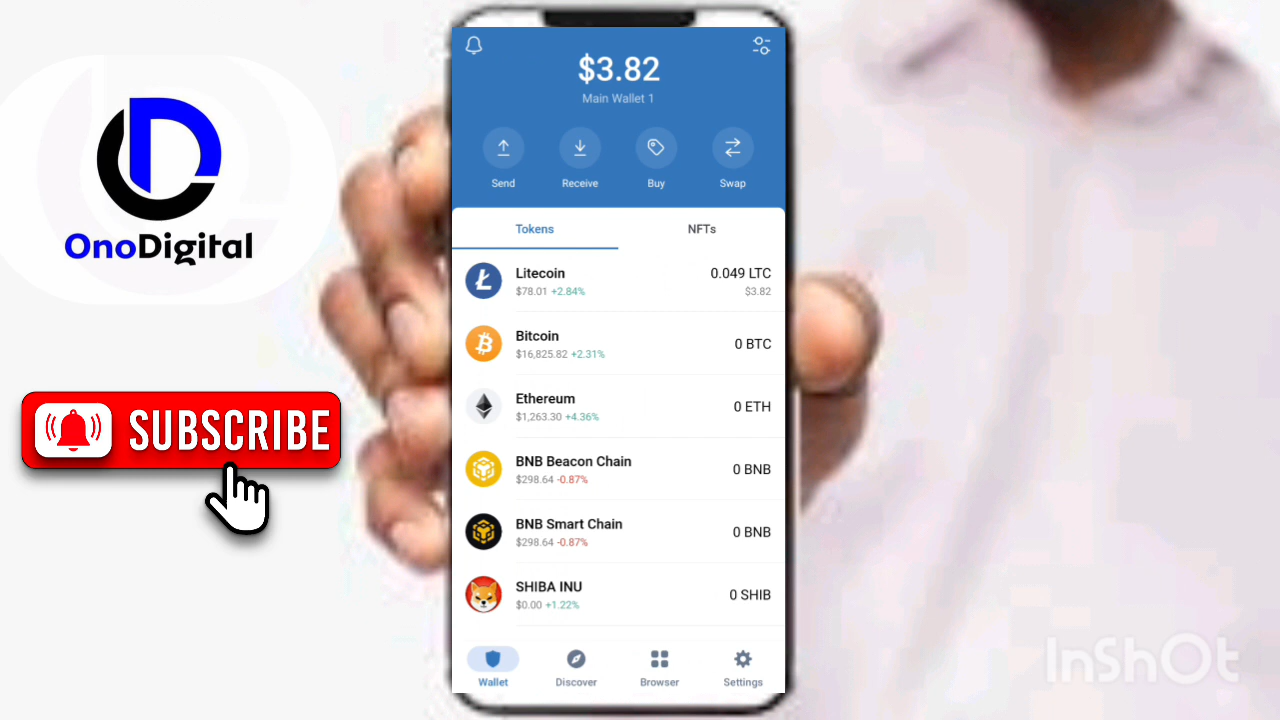 OnoDigital
SUBSCRIBE
$3.82
Main Wallet 1
Send
Receive
Buy
Swap
Tokens
NFTs
Litecoin
0.049 LTC
$78.01 +2.84%
$3.82
Bitcoin
$16,825.82 +2.31%
0 BTC
Ethereum
$1,263.30 +4.36%
0 ETH
BNB Beacon Chain
$298.64 -0.87%
0 BNB
BNB Smart Chain
$298.64 -0.87%
0 BNB
SHIBA INU
$0.00 +1.22%
0 SHIB
Wallet
Discover
Browser
Settings
InShOt